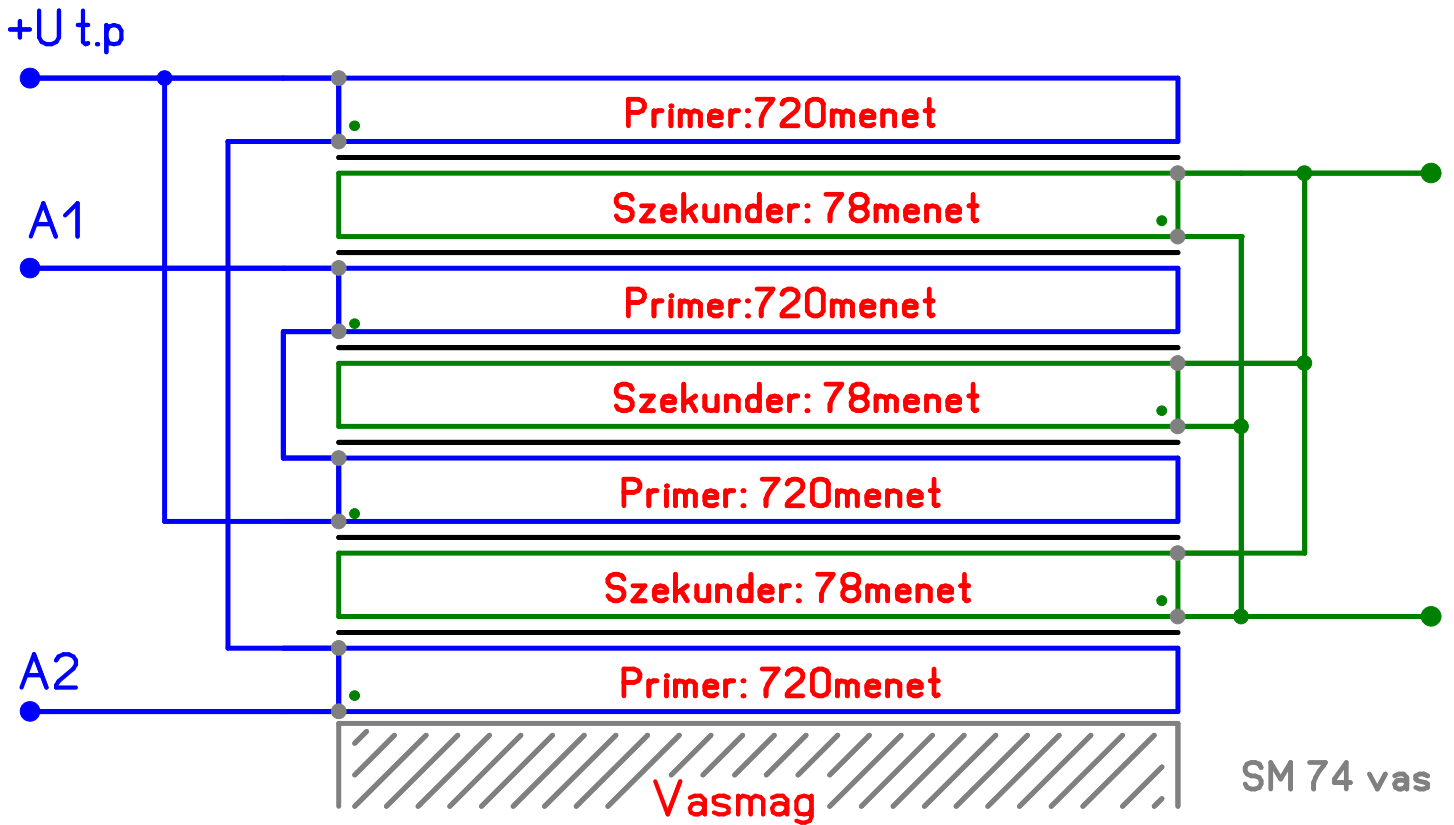 +U t.p
Primer:720menet
Szekunder: 78menet
A1
Primer:720menet
Szekunder: 78menet
Primer: 720menet
Szekunder: 78menet
A2
Primer: 720menet
Vasmag
SM 74 vas